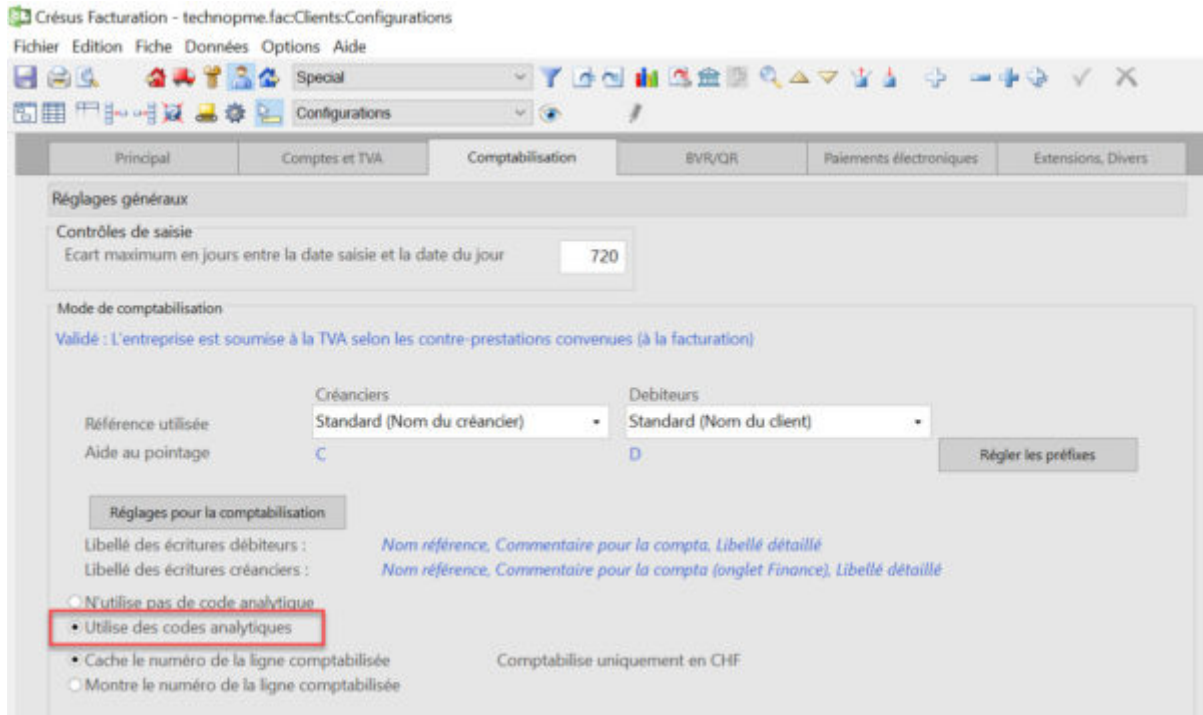 Crésus Facturation - technopme.fac:Clients:Configurations
Fichier Edition Fiche Données Options Aide
Special
Configurations
Principal Comptes et TVA Comptabilisation BVR/QR Paiements électroniques Extensions, Divers
Réglages généraux
Contrôles de saisie
Ecart maximum en jours entre la date saisie et la date du jour 720
Mode de comptabilisation
Validé : L'entreprise est soumise à la TVA selon les contre-prestations convenues (à la facturation)
Créanciers Debiteurs
Référence utilisée Standard (Nom du créancier) Standard (Nom du client)
Aide au pointage C D Régler les préfixes
Réglages pour la comptabilisation
Libellé des écritures débiteurs : Nom référence, Commentaire pour la compta, Libellé détaillé
Libellé des écritures créanciers : Nom référence, Commentaire pour la compta (onglet Finance), Libellé détaillé
N'utilise pas de code analytique
Utilise des codes analytiques
Cache le numéro de la ligne comptabilisée Comptabilise uniquement en CHF
Montre le numéro de la ligne comptabilisée